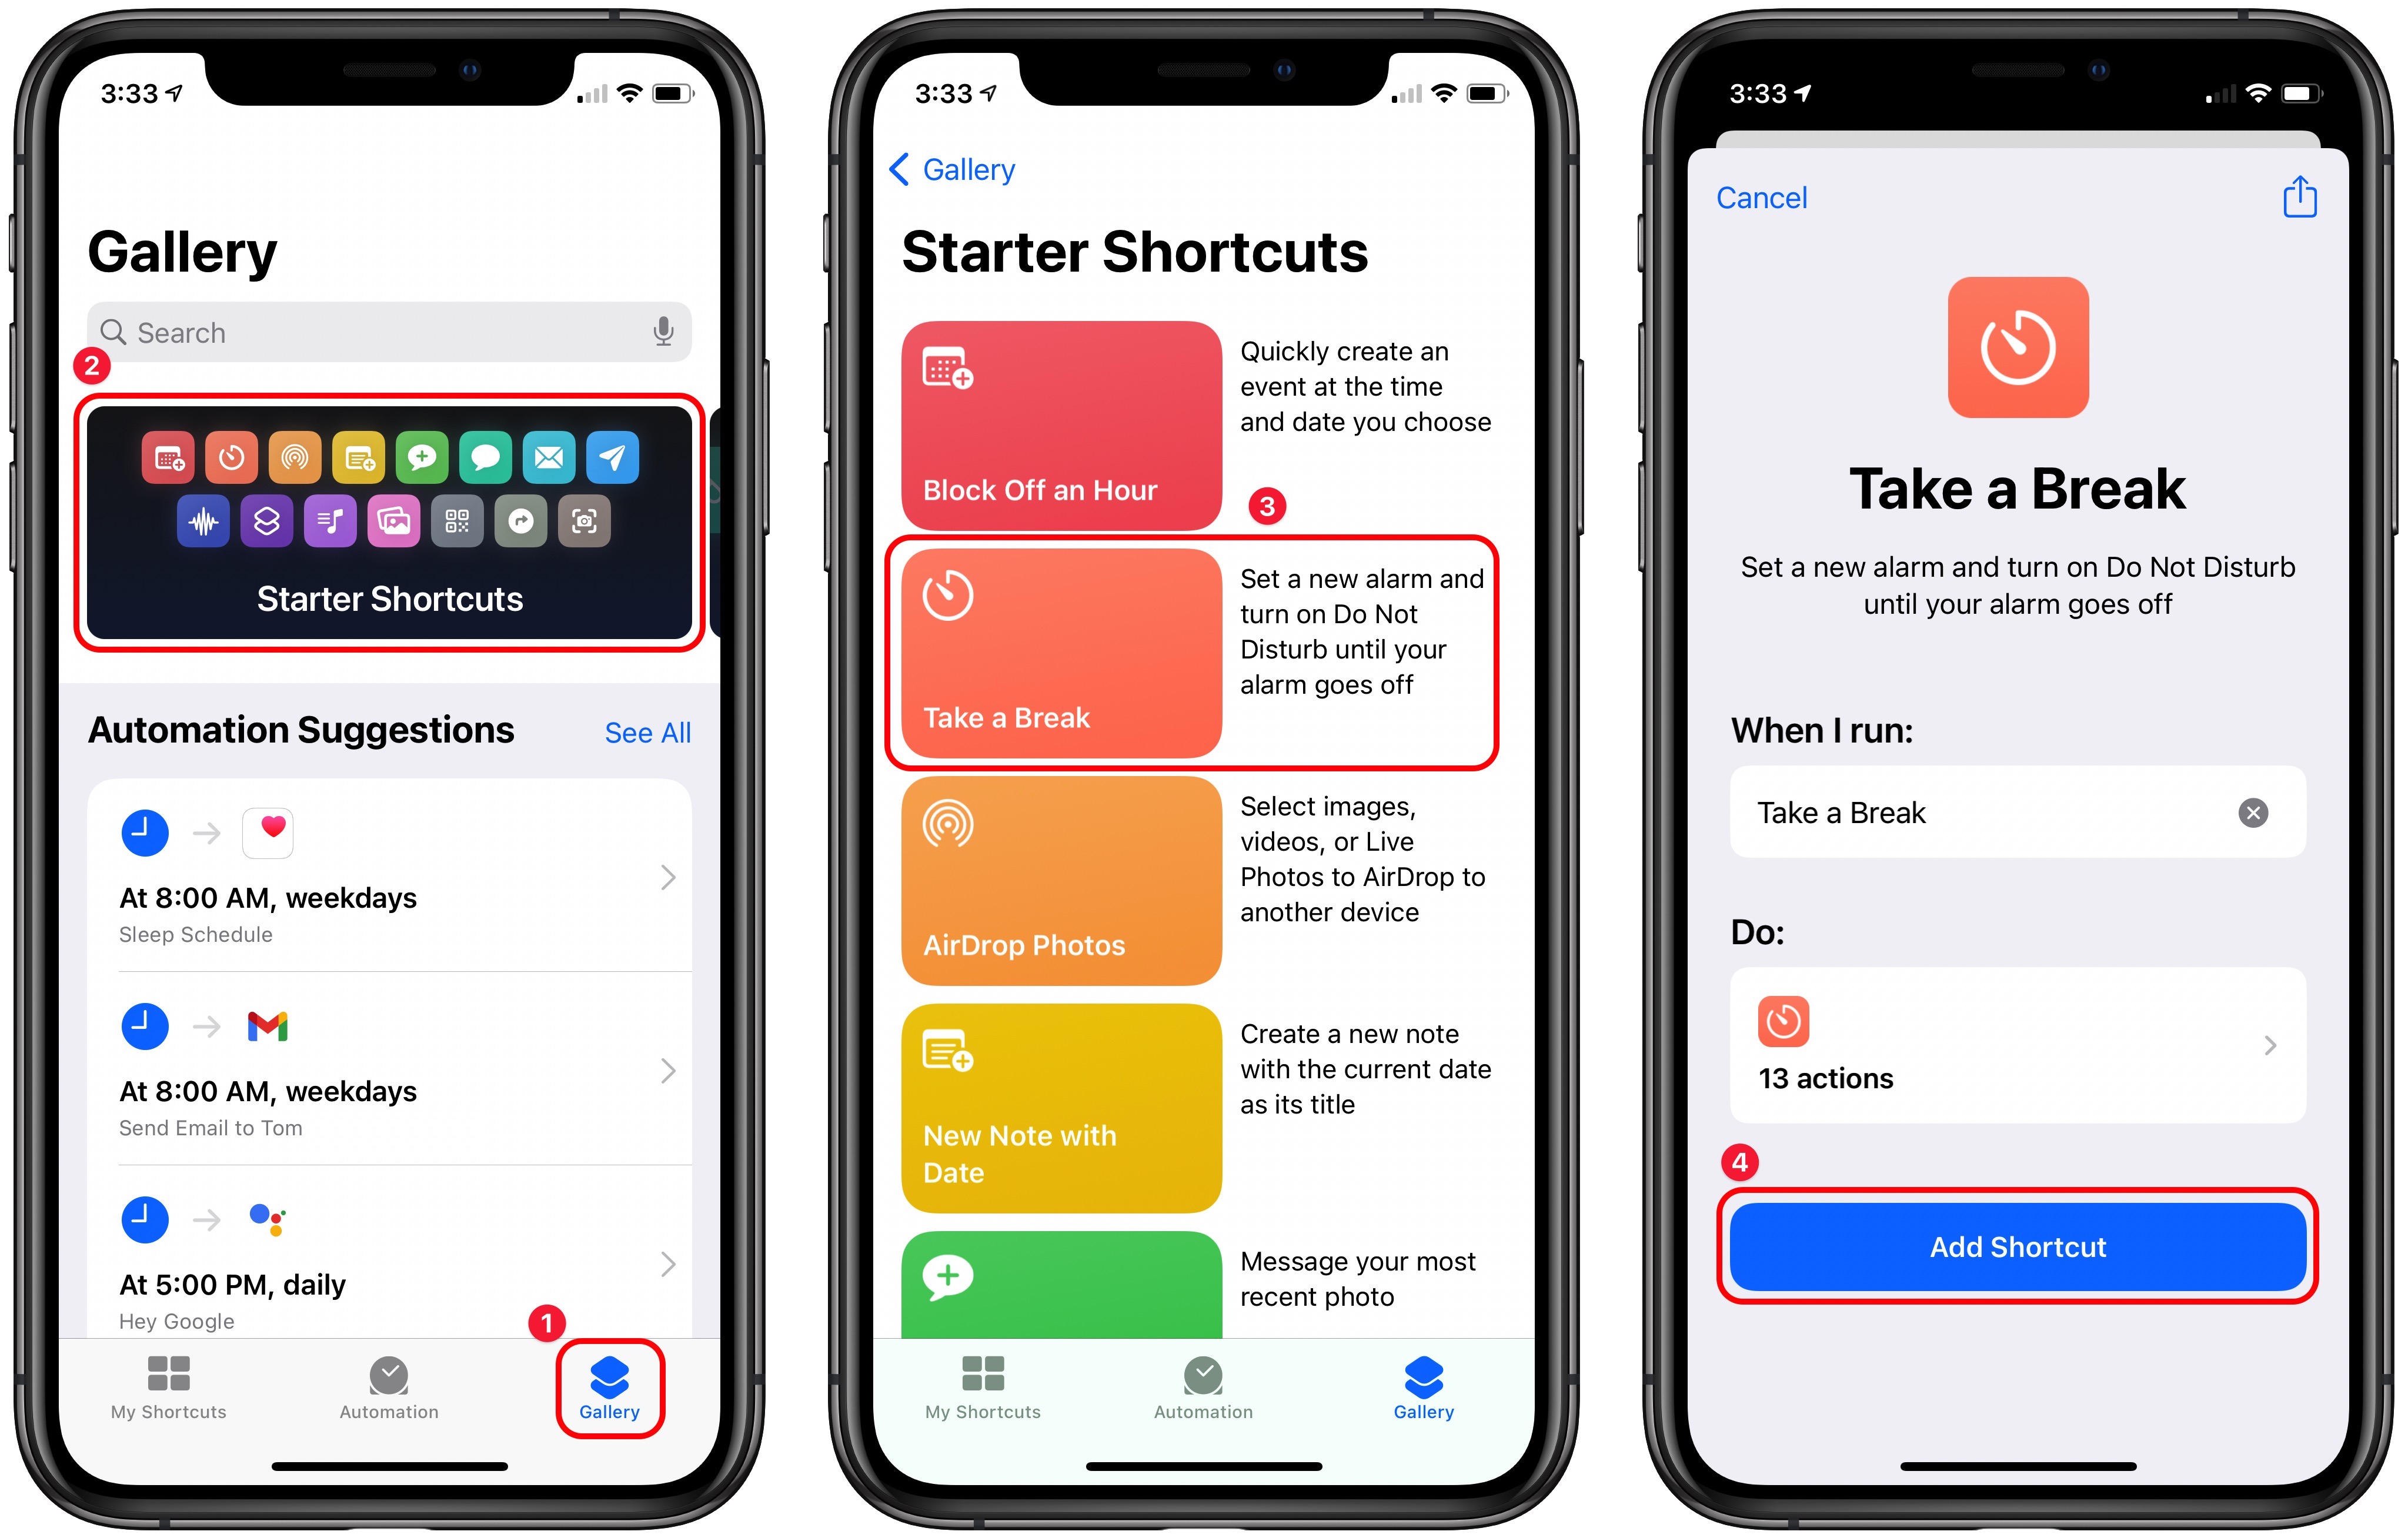 3:33
Gallery
Search
2
Starter Shortcuts
Automation Suggestions
See All
At 8:00 AM, weekdays
Sleep Schedule
At 8:00 AM, weekdays
Send Email to Tom
At 5:00 PM, daily
Hey Google
1
My Shortcuts
Automation
Gallery
3:33
Gallery
Starter Shortcuts
Block Off an Hour
Quickly create an
event at the time
and date you choose
3
Take a Break
Set a new alarm and
turn on Do Not
Disturb until your
alarm goes off
AirDrop Photos
Select images,
videos, or Live
Photos to AirDrop to
another device
New Note with
Date
Create a new note
with the current date
as its title
Message your most
recent photo
My Shortcuts
Automation
Gallery
3:33
Cancel
Take a Break
Set a new alarm and turn on Do Not Disturb
until your alarm goes off
When I run:
Take a Break
Do:
13 actions
4
Add Shortcut